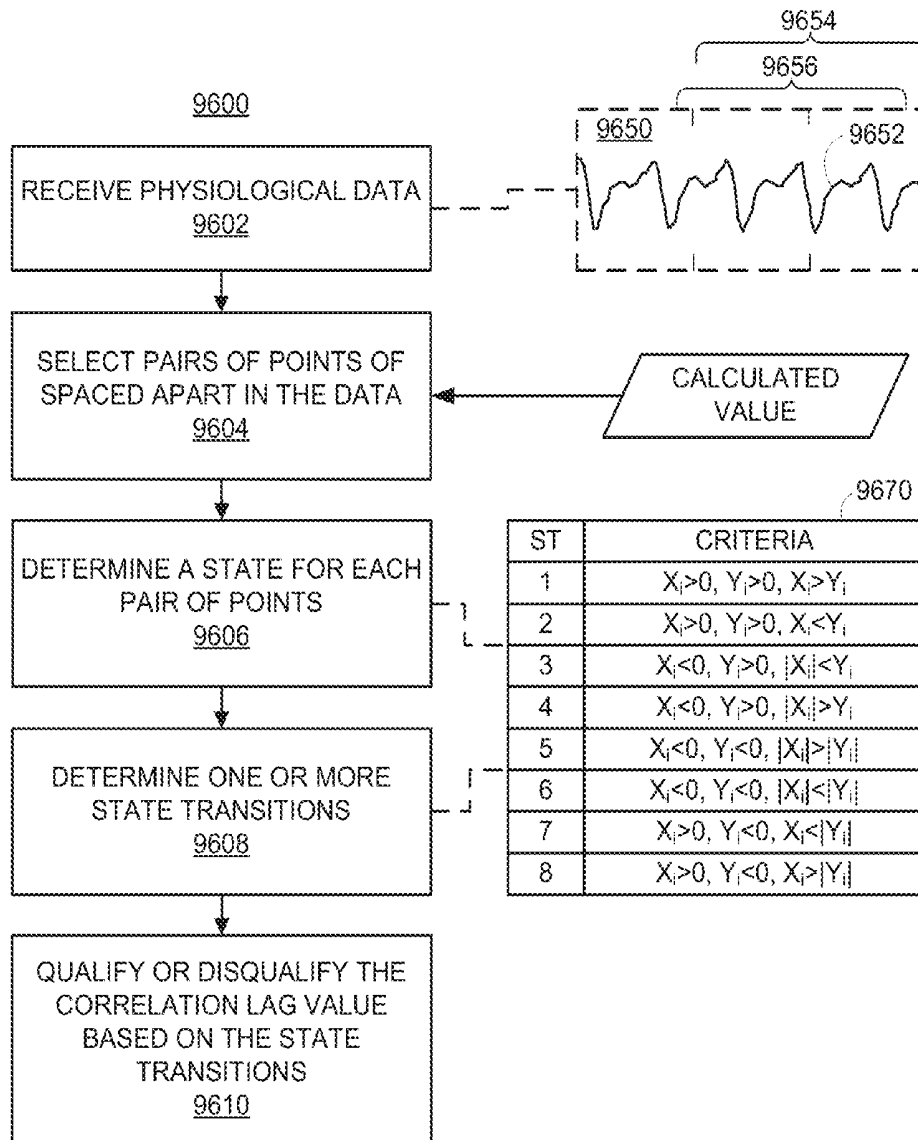 9654
9656
9600
9650
9652
RECEIVE PHYSIOLOGICAL DATA
9602
SELECT PAIRS OF POINTS OF
SPACED APART IN THE DATA
9604
CALCULATED
VALUE
9670
DETERMINE A STATE FOR EACH
PAIR OF POINTS
9606
ST CRITERIA
1 Xᵢ>0, Yᵢ>0, Xᵢ>Yᵢ
2 Xᵢ>0, Yᵢ>0, Xᵢ<Yᵢ
3 Xᵢ<0, Yᵢ>0, |Xᵢ|<Yᵢ
4 Xᵢ<0, Yᵢ>0, |Xᵢ|>Yᵢ
5 Xᵢ<0, Yᵢ<0, |Xᵢ|>|Yᵢ|
6 Xᵢ<0, Yᵢ<0, |Xᵢ|<|Yᵢ|
7 Xᵢ>0, Yᵢ<0, Xᵢ<|Yᵢ|
8 Xᵢ>0, Yᵢ<0, Xᵢ>|Yᵢ|
DETERMINE ONE OR MORE
STATE TRANSITIONS
9608
QUALIFY OR DISQUALIFY THE
CORRELATION LAG VALUE
BASED ON THE STATE
TRANSITIONS
9610